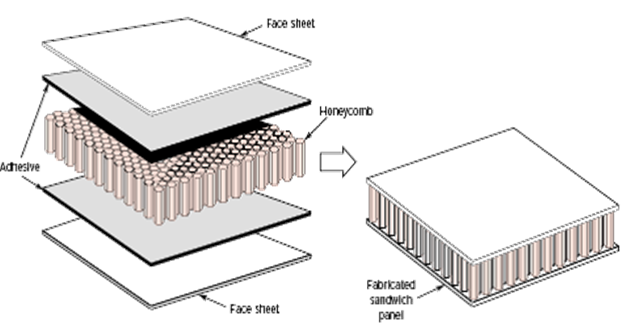 Face sheet
Honeycomb
Adhesive
Face sheet
Fabricated
sandwich
panel